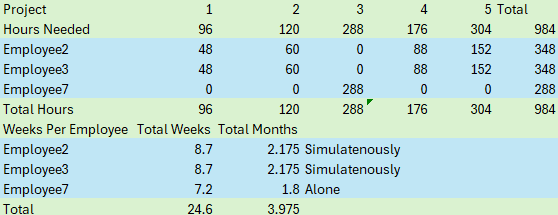 Project 1 2 3 4 5 Total
Hours Needed 96 120 288 176 304 984
Employee2 48 60 0 88 152 348
Employee3 48 60 0 88 152 348
Employee7 0 0 288 0 0 288
Total Hours 96 120 288 176 304 984
Weeks Per Employee Total Weeks Total Months
Employee2 8.7 2.175 Simulatenously
Employee3 8.7 2.175 Simulatenously
Employee7 7.2 1.8 Alone
Total 24.6 3.975